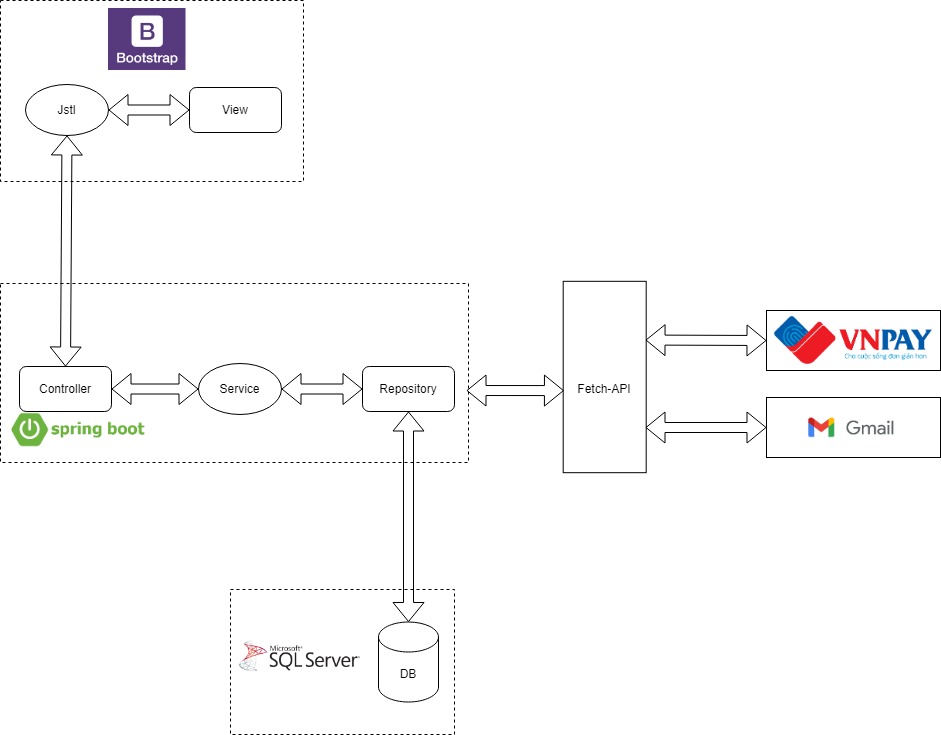 B
Bootstrap
Jstl
View
Controller
Service
Repository
spring boot
Fetch-API
VNPAY
Cho cuộc sống đơn giản hơn
Gmail
Microsoft
SQL Server
DB